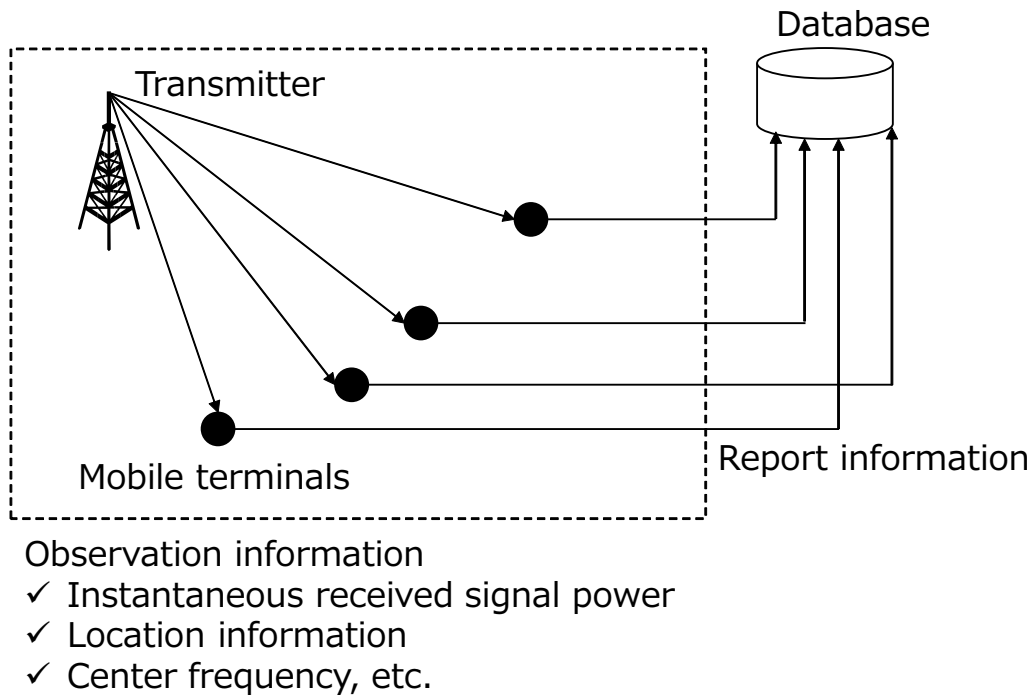 Database
Transmitter
Report information
Mobile terminals
Observation information
✓ Instantaneous received signal power
✓ Location information
✓ Center frequency, etc.